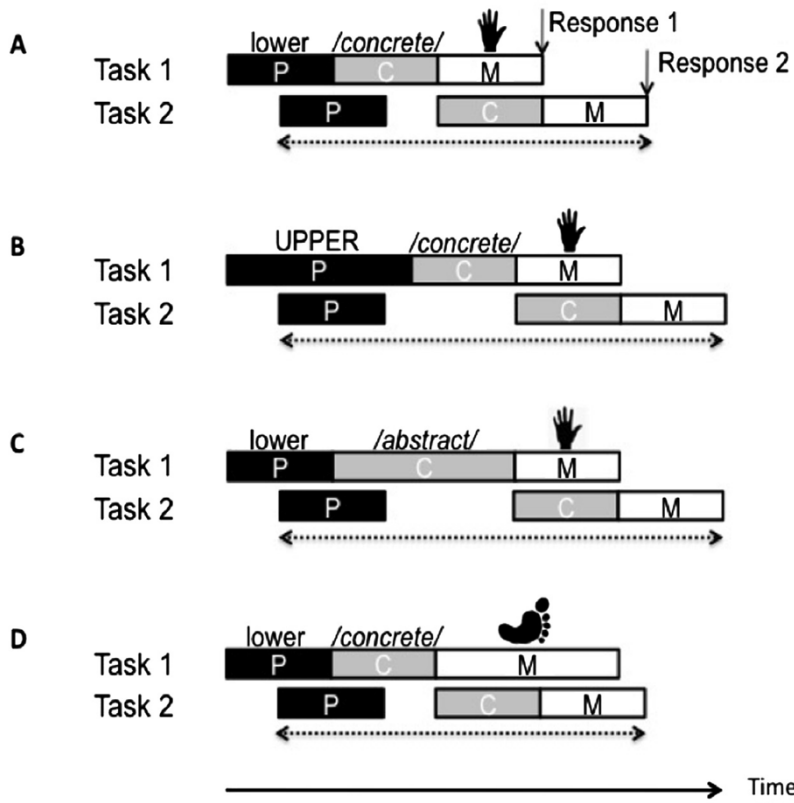 A
lower /concrete/ Response 1
Task 1 P C M Response 2
Task 2 P C M
B
UPPER /concrete/
Task 1 P C M
Task 2 P C M
C
lower /abstract/
Task 1 P C M
Task 2 P C M
D
lower /concrete/
Task 1 P C M
Task 2 P C M
Time